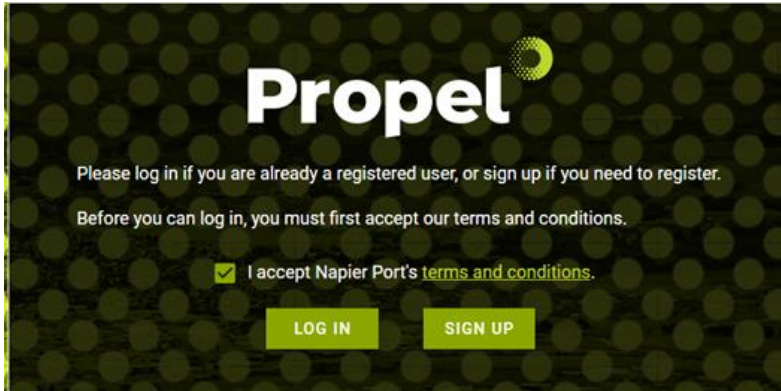 Propel
Please log in if you are already a registered user, or sign up if you need to register.
Before you can log in, you must first accept our terms and conditions.
I accept Napier Port's terms and conditions.
LOG IN SIGN UP